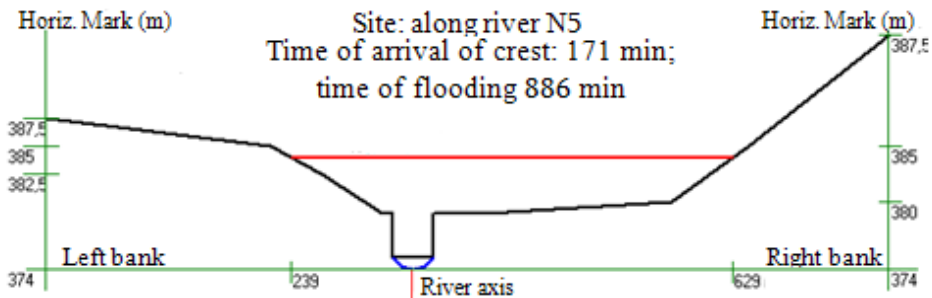 Horiz. Mark (m)
Site: along river N5
Horiz. Mark (m)
Time of arrival of crest: 171 min;
time of flooding 886 min
387,5
387,5
385
385
382,5
380
Left bank
Right bank
374
239
River axis
629
374